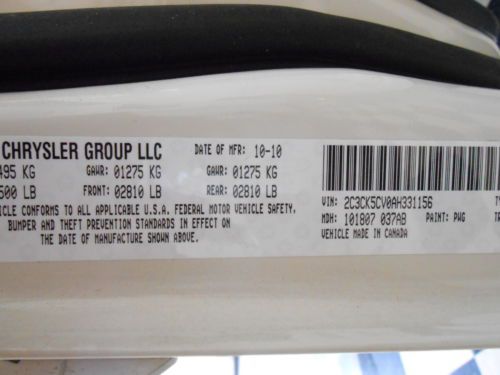 CHRYSLER GROUP LLC DATE OF MFR: 10-10
495 KG GAWR: 01275 KG GAWR: 01275 KG
500 LB FRONT: 02810 LB REAR: 02810 LB
CONFORMS TO ALL APPLICABLE U.S.A. FEDERAL MOTOR VEHICLE SAFETY,
BUMPER AND THEFT PREVENTION STANDARDS IN EFFECT ON
THE DATE OF MANUFACTURE SHOWN ABOVE.
VIN: 2C3CK5CV0AH331156
MDH: 101807 037AB PAINT: PWG
VEHICLE MADE IN CANADA